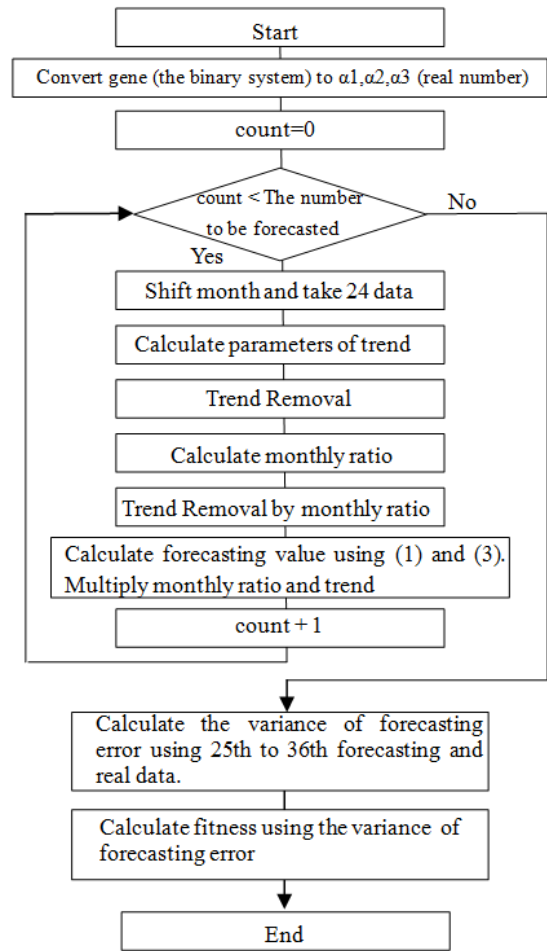 Start
Convert gene (the binary system) to α1,α2,α3 (real number)
count=0
count < The number
to be forecasted
No
Yes
Shift month and take 24 data
Calculate parameters of trend
Trend Removal
Calculate monthly ratio
Trend Removal by monthly ratio
Calculate forecasting value using (1) and (3).
Multiply monthly ratio and trend
count + 1
Calculate the variance of forecasting
error using 25th to 36th forecasting and
real data.
Calculate fitness using the variance of
forecasting error
End